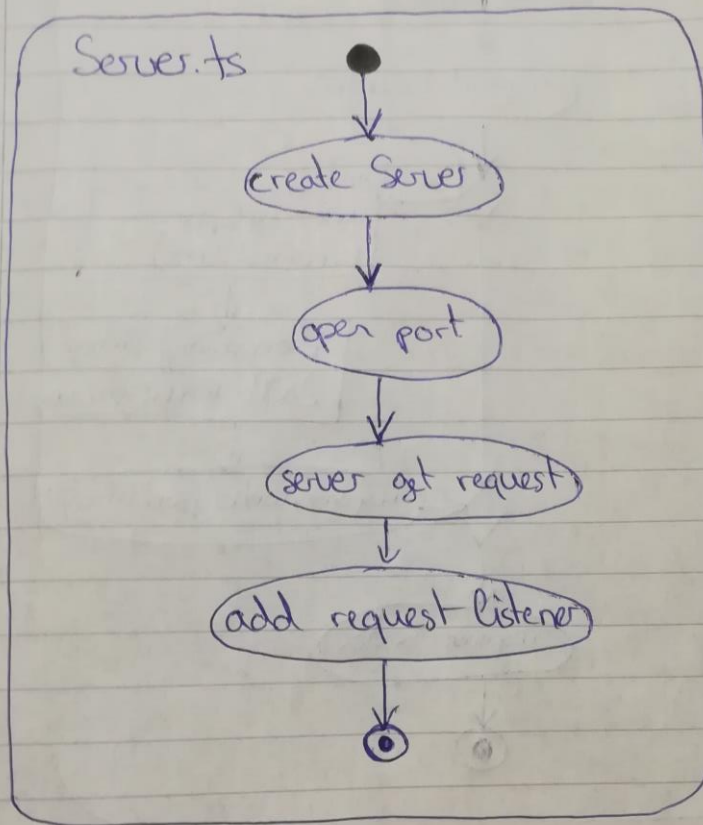 Server.ts
create Server
open port
server get request
add request listener